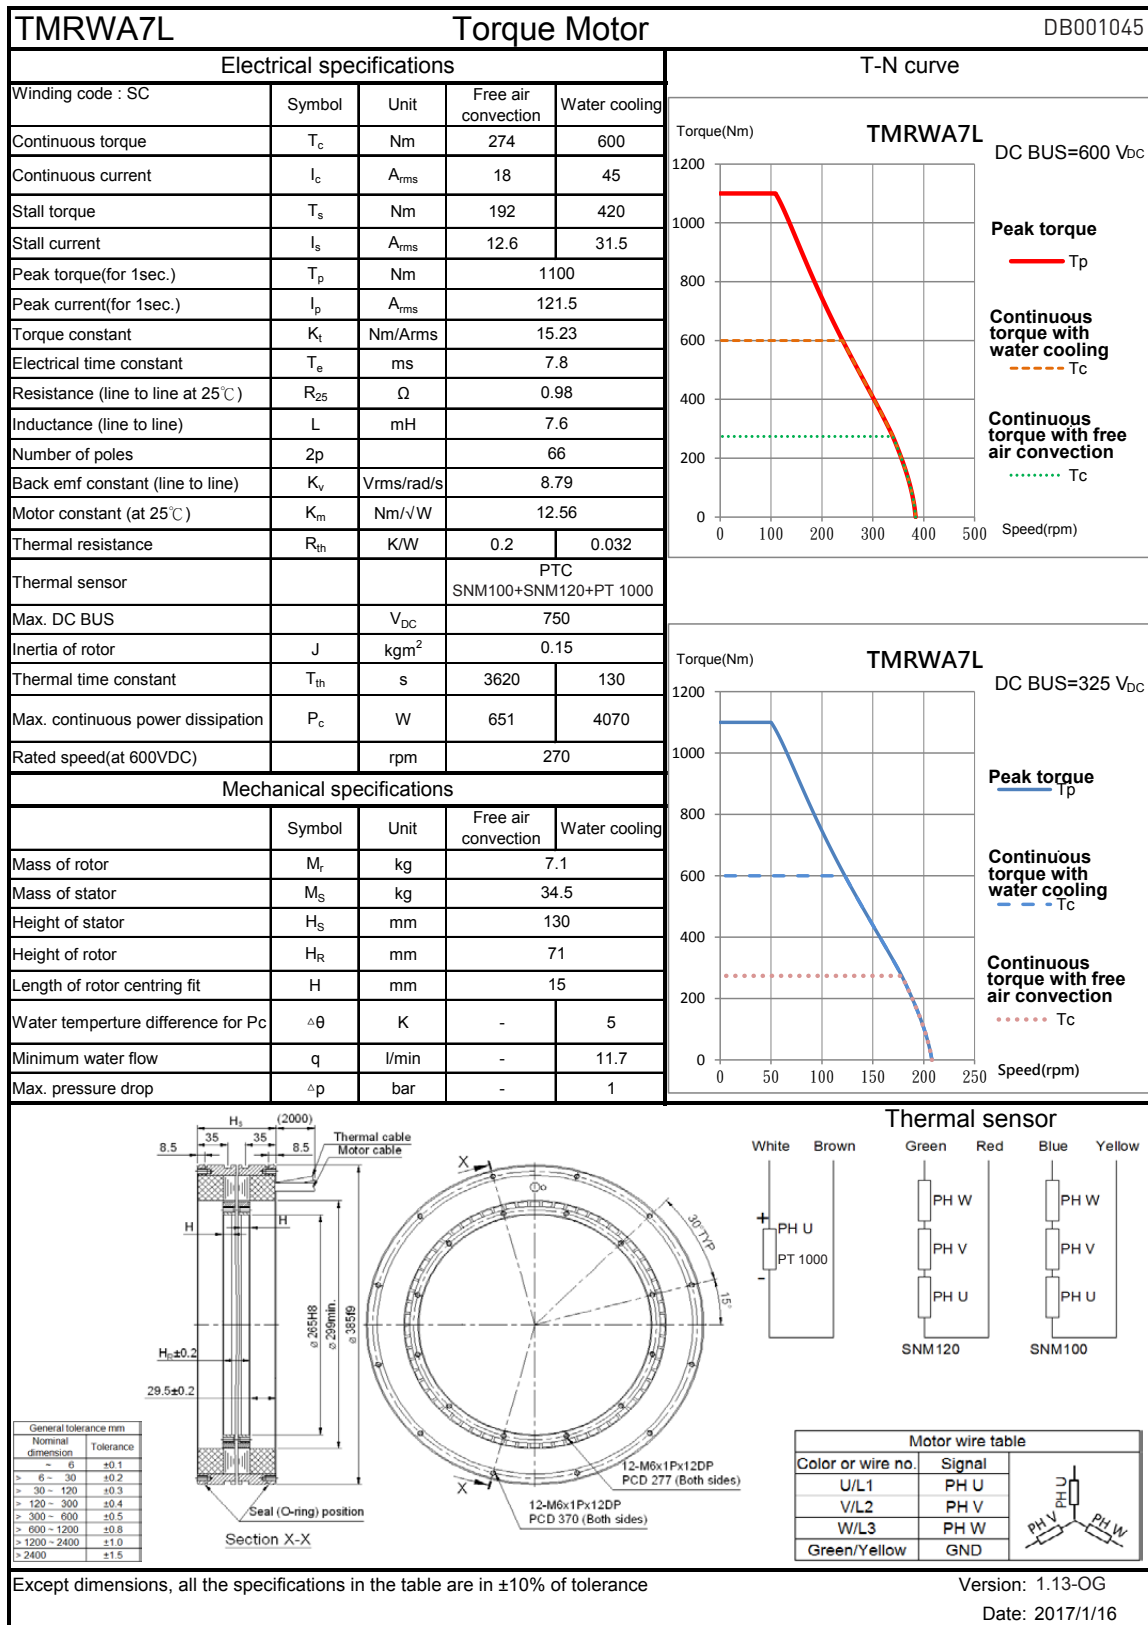 TMRWA7L Torque Motor DB001045
Electrical specifications
Winding code : SC Symbol Unit Free air convection Water cooling
Continuous torque Tc Nm 274 600
Continuous current Ic Arms 18 45
Stall torque Ts Nm 192 420
Stall current Is Arms 12.6 31.5
Peak torque(for 1sec.) Tp Nm 1100
Peak current(for 1sec.) Ip Arms 121.5
Torque constant Kt Nm/Arms 15.23
Electrical time constant Te ms 7.8
Resistance (line to line at 25℃) R25 Ω 0.98
Inductance (line to line) L mH 7.6
Number of poles 2p 66
Back emf constant (line to line) Kv Vrms/rad/s 8.79
Motor constant (at 25℃) Km Nm/√W 12.56
Thermal resistance Rth K/W 0.2 0.032
Thermal sensor PTC SNM100+SNM120+PT 1000
Max. DC BUS VDC 750
Inertia of rotor J kgm² 0.15
Thermal time constant Tth s 3620 130
Max. continuous power dissipation Pc W 651 4070
Rated speed(at 600VDC) rpm 270
Mechanical specifications
Symbol Unit Free air convection Water cooling
Mass of rotor Mr kg 7.1
Mass of stator MS kg 34.5
Height of stator HS mm 130
Height of rotor HR mm 71
Length of rotor centring fit H mm 15
Water temperture difference for Pc △θ K - 5
Minimum water flow q l/min - 11.7
Max. pressure drop △p bar - 1
T-N curve
Torque(Nm) TMRWA7L
DC BUS=600 VDC
1200
1000
800
600
400
200
0
0 100 200 300 400 500 Speed(rpm)
Peak torque
Tp
Continuous
torque with
water cooling
Tc
Continuous
torque with free
air convection
Tc
Torque(Nm) TMRWA7L
DC BUS=325 VDC
1200
1000
800
600
400
200
0
0 50 100 150 200 250 Speed(rpm)
Peak torque
Tp
Continuous
torque with
water cooling
Tc
Continuous
torque with free
air convection
Tc
HS (2000)
8.5 35 35 8.5
Thermal cable
Motor cable
H H
ø 265H8
ø 299min.
ø 385f9
HR±0.2
29.5±0.2
Seal (O-ring) position
Section X-X
X
X
30°TYP
15°
12-M6x1Px12DP
PCD 277 (Both sides)
12-M6x1Px12DP
PCD 370 (Both sides)
General tolerance mm
Nominal dimension Tolerance
~ 6 ±0.1
> 6 ~ 30 ±0.2
> 30 ~ 120 ±0.3
> 120 ~ 300 ±0.4
> 300 ~ 600 ±0.5
> 600 ~ 1200 ±0.8
> 1200 ~ 2400 ±1.0
> 2400 ±1.5
Thermal sensor
White Brown Green Red Blue Yellow
+
PH U
PT 1000
-
PH W
PH V
PH U
SNM120
PH W
PH V
PH U
SNM100
Motor wire table
Color or wire no. Signal
U/L1 PH U
V/L2 PH V
W/L3 PH W
Green/Yellow GND
PH U
PH V
PH W
Except dimensions, all the specifications in the table are in ±10% of tolerance
Version: 1.13-OG
Date: 2017/1/16